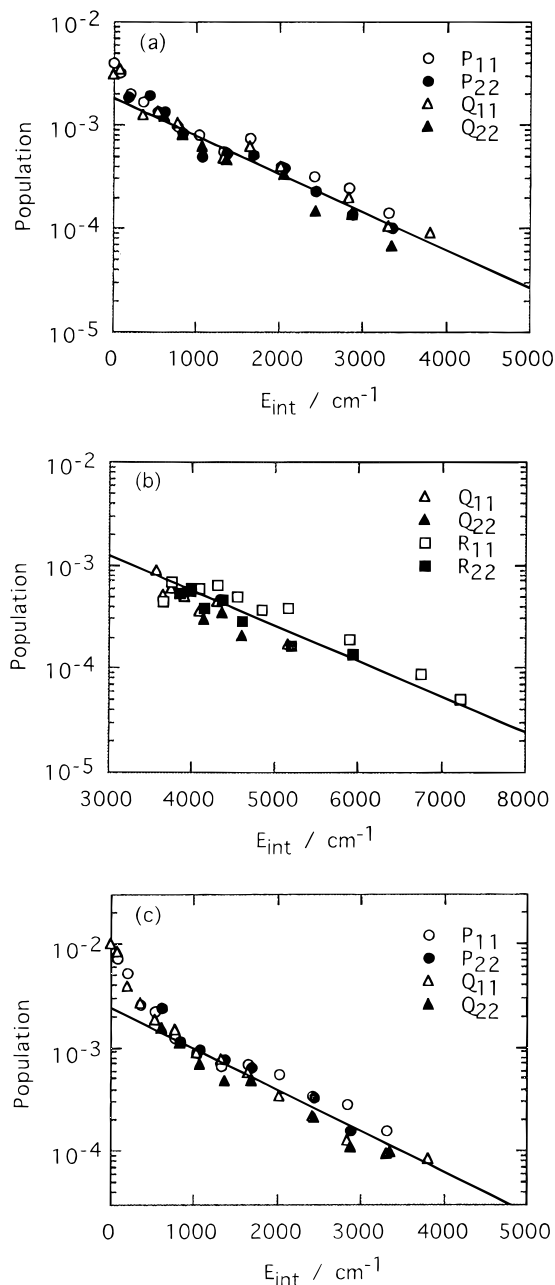 (a)
P11
P22
Q11
Q22
10-2
10-3
10-4
10-5
Population
0 1000 2000 3000 4000 5000
Eint / cm-1
(b)
Q11
Q22
R11
R22
10-2
10-3
10-4
10-5
Population
3000 4000 5000 6000 7000 8000
Eint / cm-1
(c)
P11
P22
Q11
Q22
10-2
10-3
10-4
Population
0 1000 2000 3000 4000 5000
Eint / cm-1